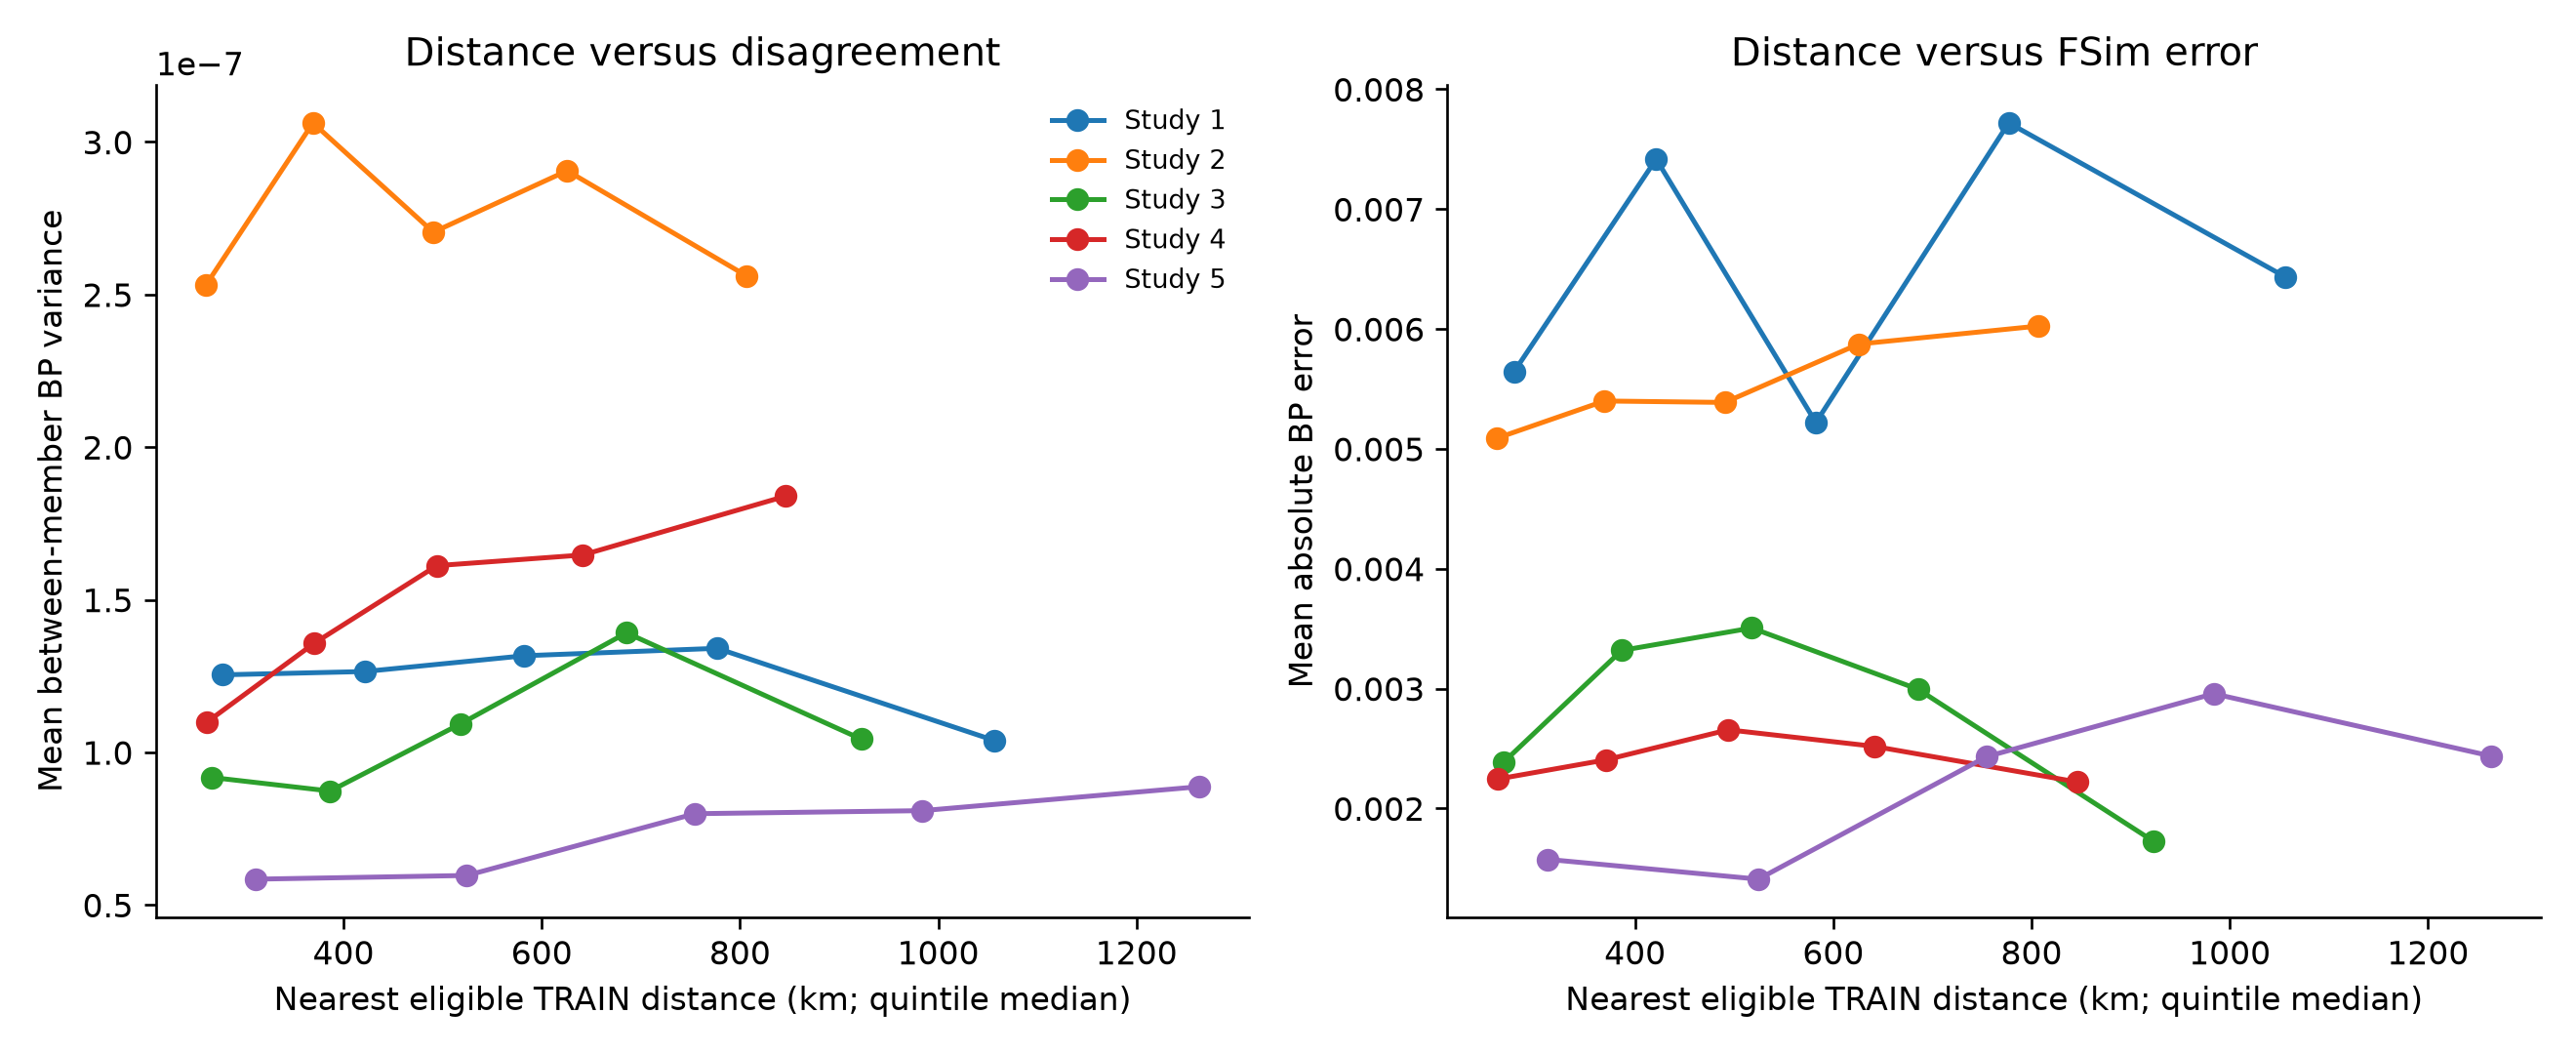 Distance versus disagreement
1e−7
3.0
2.5
2.0
1.5
1.0
0.5
Mean between-member BP variance
400
600
800
1000
1200
Nearest eligible TRAIN distance (km; quintile median)
Study 1
Study 2
Study 3
Study 4
Study 5
Distance versus FSim error
0.008
0.007
0.006
0.005
0.004
0.003
0.002
Mean absolute BP error
400
600
800
1000
1200
Nearest eligible TRAIN distance (km; quintile median)